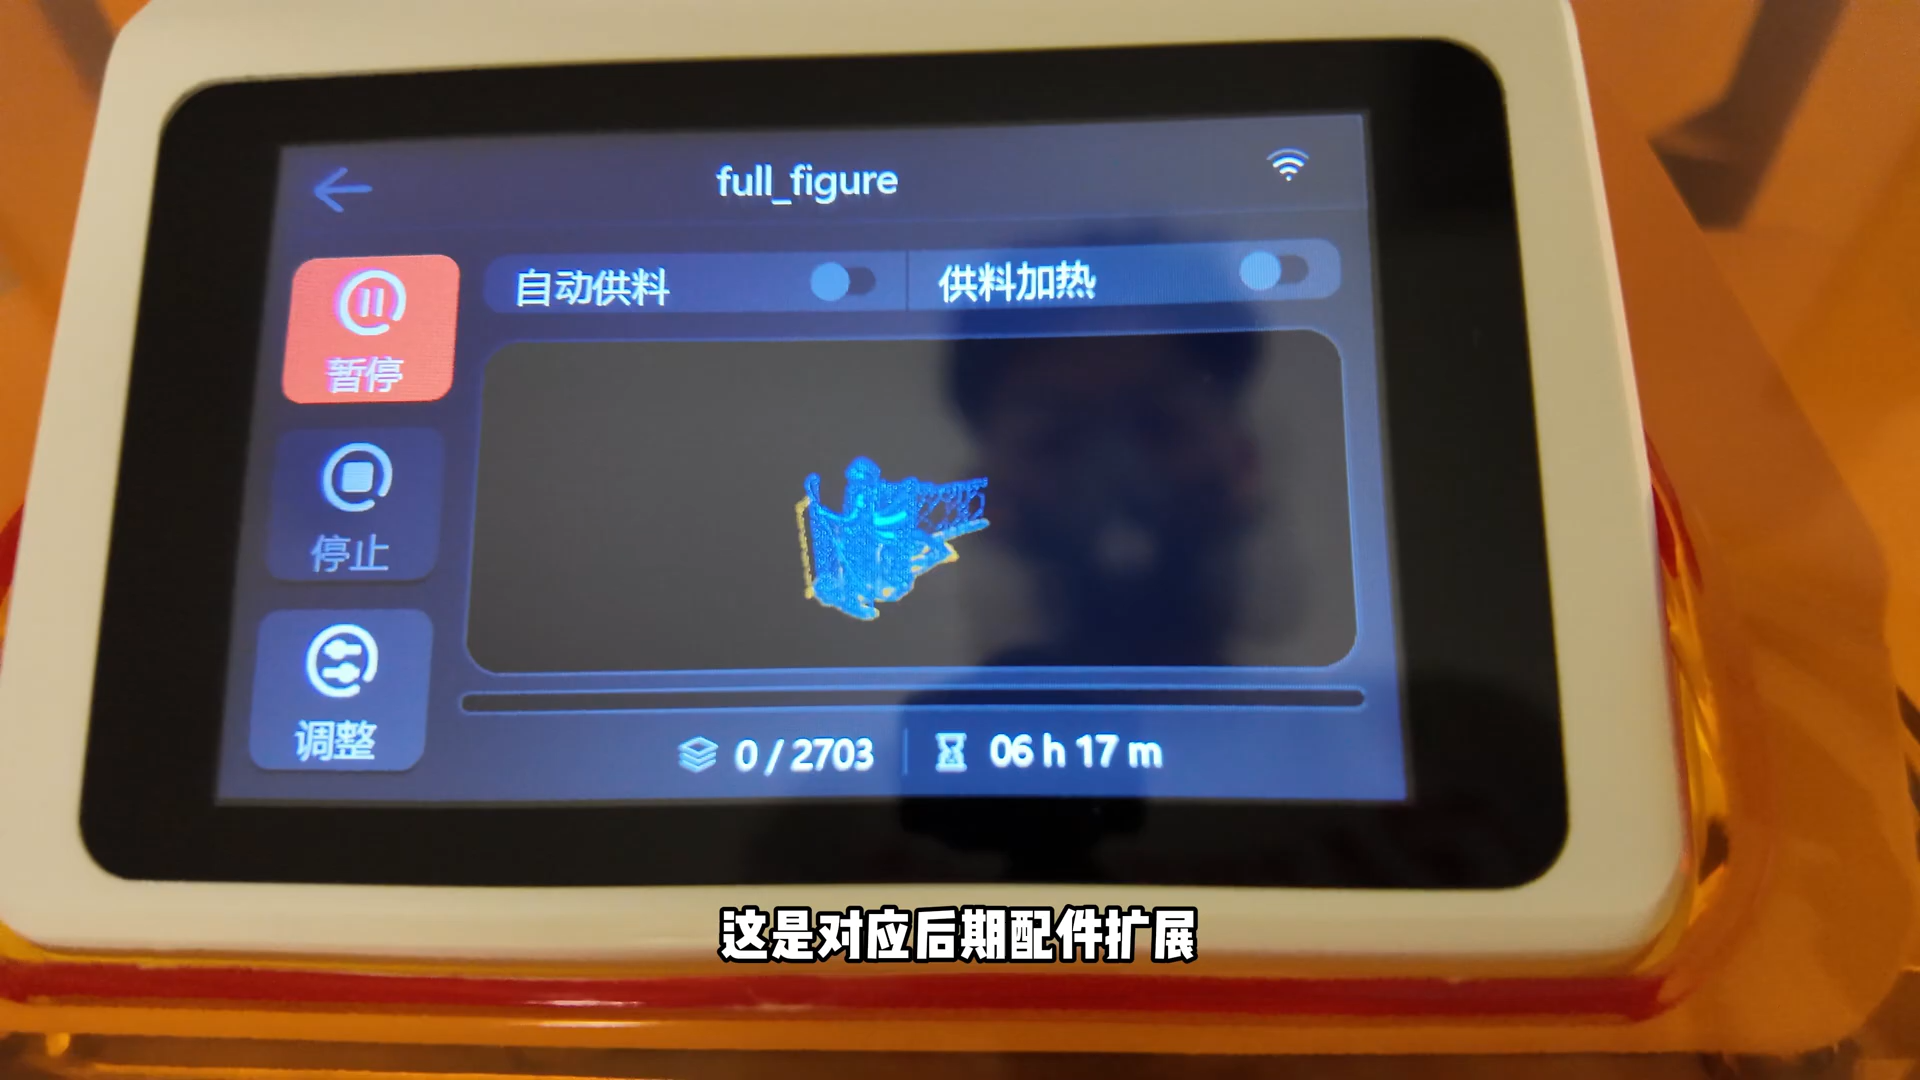 full_figure
自动供料
供料加热
暂停
停止
调整
0 / 2703
06 h 17 m
这是对应后期配件扩展